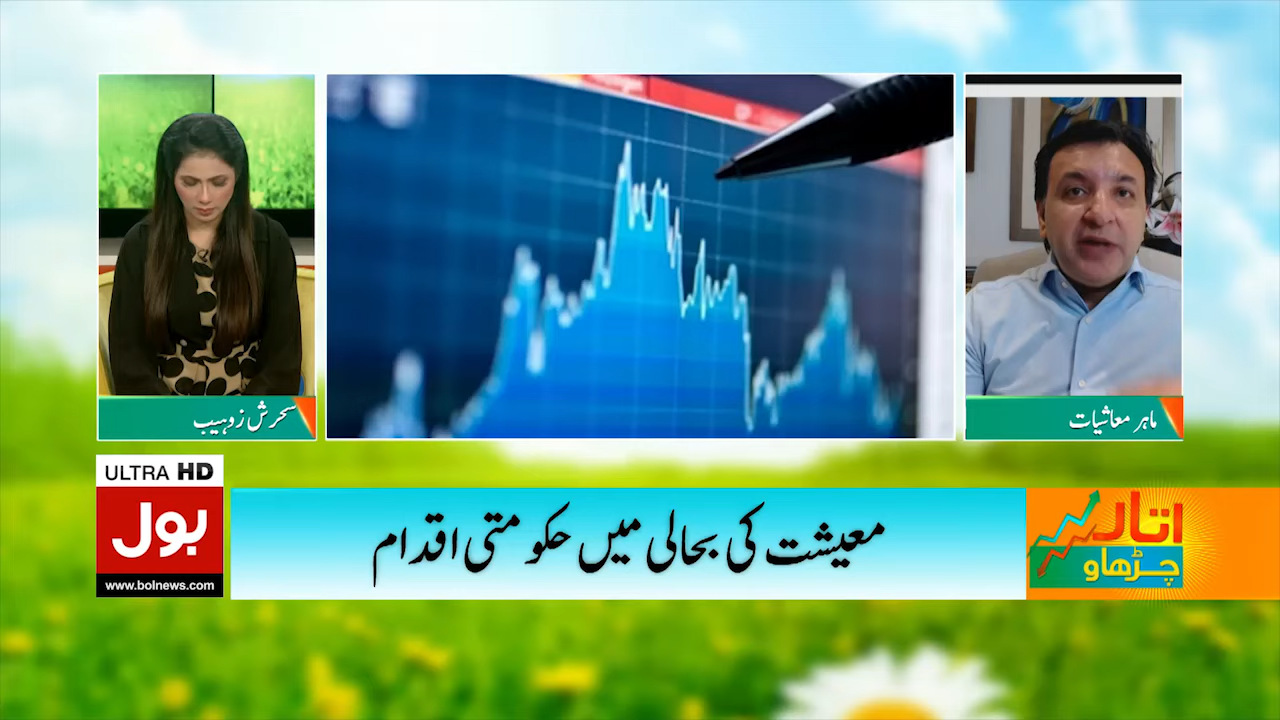 سحرش زوہیب
ماہر معاشیات
ULTRA HD
بول
www.bolnews.com
معیشت کی بحالی میں حکومتی اقدام
اتار
چڑھاو